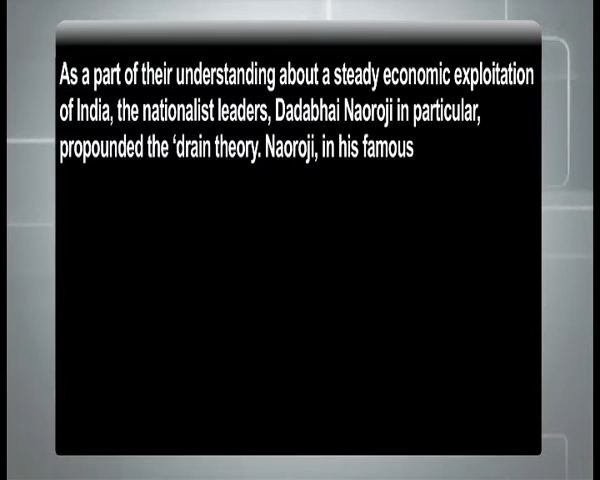 As a part of their understanding about a steady economic exploitation
of India, the nationalist leaders, Dadabhai Naoroji in particular,
propounded the ‘drain theory. Naoroji, in his famous